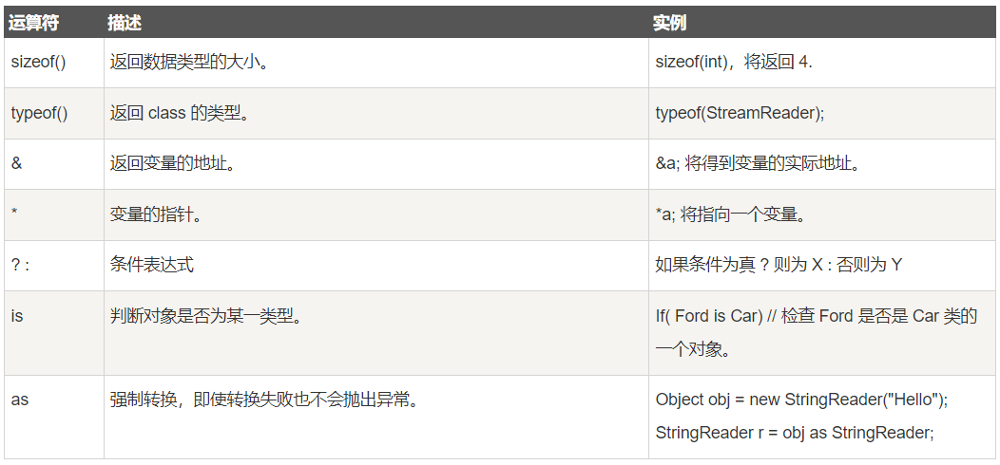 运算符 描述 实例
sizeof() 返回数据类型的大小。 sizeof(int)，将返回 4.
typeof() 返回 class 的类型。 typeof(StreamReader);
& 返回变量的地址。 &a; 将得到变量的实际地址。
* 变量的指针。 *a; 将指向一个变量。
? : 条件表达式 如果条件为真 ? 则为 X : 否则为 Y
is 判断对象是否为某一类型。 If( Ford is Car) // 检查 Ford 是否是 Car 类的
一个对象。
as 强制转换，即使转换失败也不会抛出异常。 Object obj = new StringReader("Hello");
StringReader r = obj as StringReader;